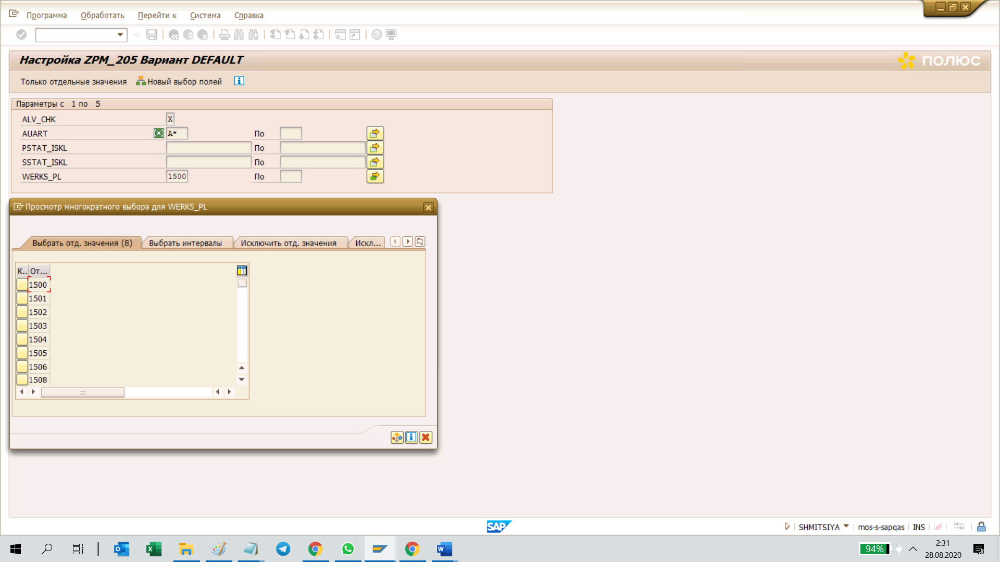 Программа Обработать Перейти к Система Справка
Настройка ZPM_205 Вариант DEFAULT
ПОЛЮС
Только отдельные значения Новый выбор полей
Параметры с 1 по 5
ALV_CHK X
AUART A* По
PSTAT_ISKL По
SSTAT_ISKL По
WERKS_PL 1500 По
Просмотр многократного выбора для WERKS_PL
Выбрать отд. значения (8) Выбрать интервалы Исключить отд. значения Искл...
К.. От...
1500
1501
1502
1503
1504
1505
1506
1508
SAP
SHMITSIYA mos-s-sapqas INS
94%
2:31
28.08.2020